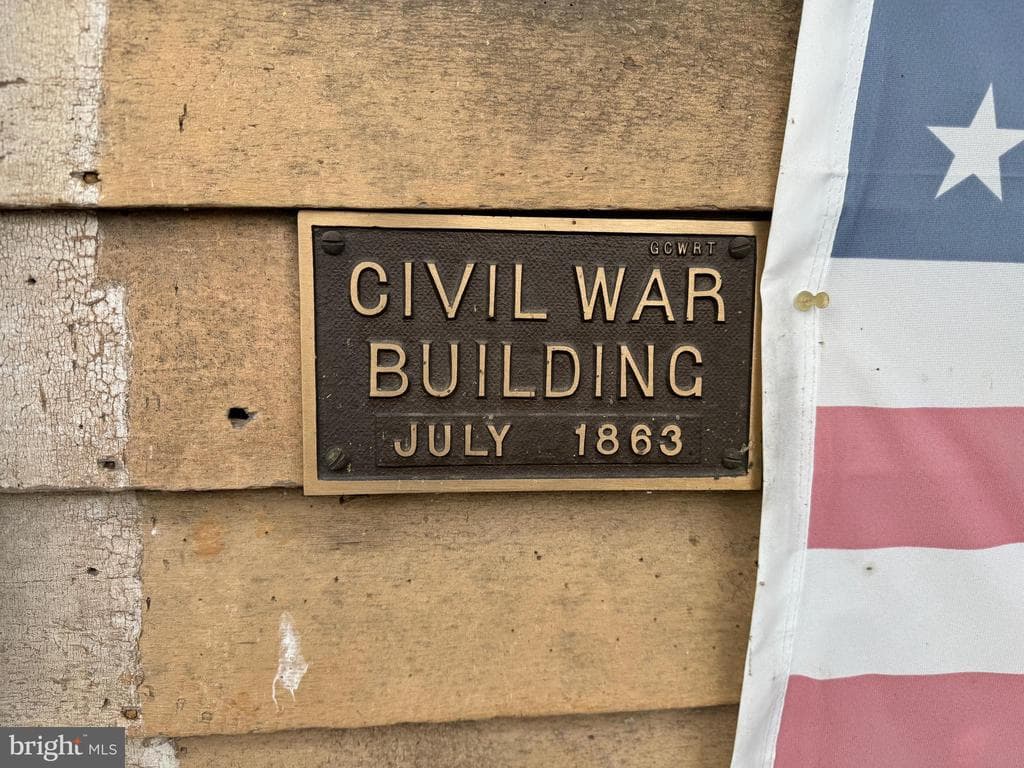 GCWRT
CIVIL WAR
BUILDING
JULY 1863
bright MLS